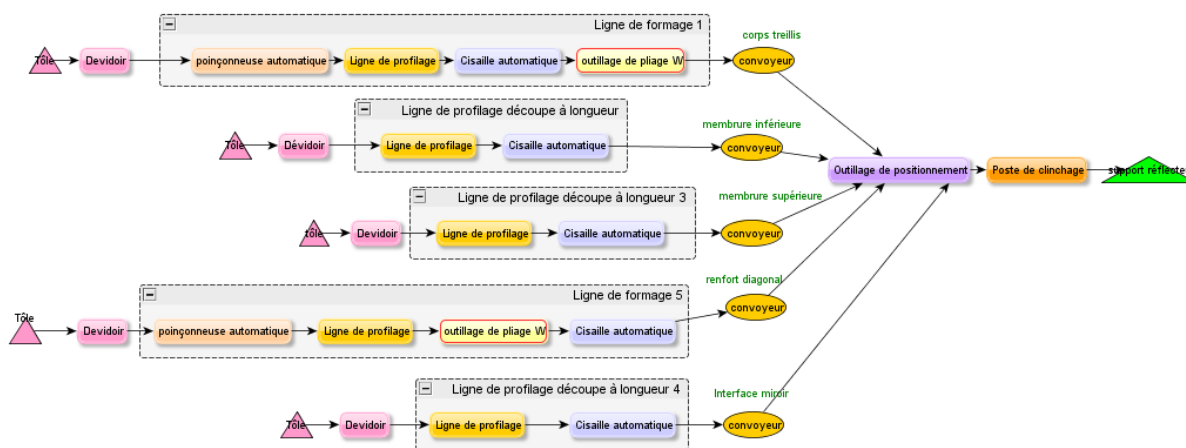 Ligne de formage 1
corps treillis
Tôle
Devidoir
poinçonneuse automatique
Ligne de profilage
Cisaille automatique
outillage de pliage W
convoyeur
Ligne de profilage découpe à longueur
membrure inférieure
Tôle
Dévidoir
Ligne de profilage
Cisaille automatique
convoyeur
Outillage de positionnement
Poste de clinchage
support réflecte
Ligne de profilage découpe à longueur 3
membrure supérieure
tôle
Devidoir
Ligne de profilage
Cisaille automatique
convoyeur
renfort diagonal
Ligne de formage 5
convoyeur
Tôle
Devidoir
poinçonneuse automatique
Ligne de profilage
outillage de pliage W
Cisaille automatique
Ligne de profilage découpe à longueur 4
Interface miroir
Tôle
Devidoir
Ligne de profilage
Cisaille automatique
convoyeur